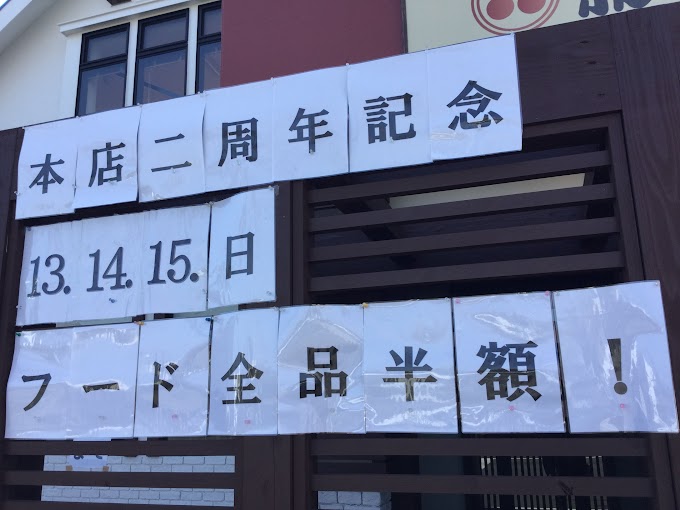 本店二周年記念
13. 14. 15. 日
フード全品半額!